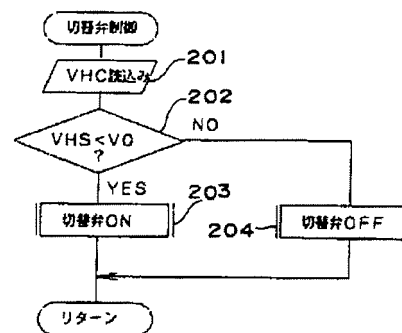 切替弁制御
VHC読込み
201
VHS<V0
?
202
NO
YES
切替弁ON
203
切替弁OFF
204
リターン